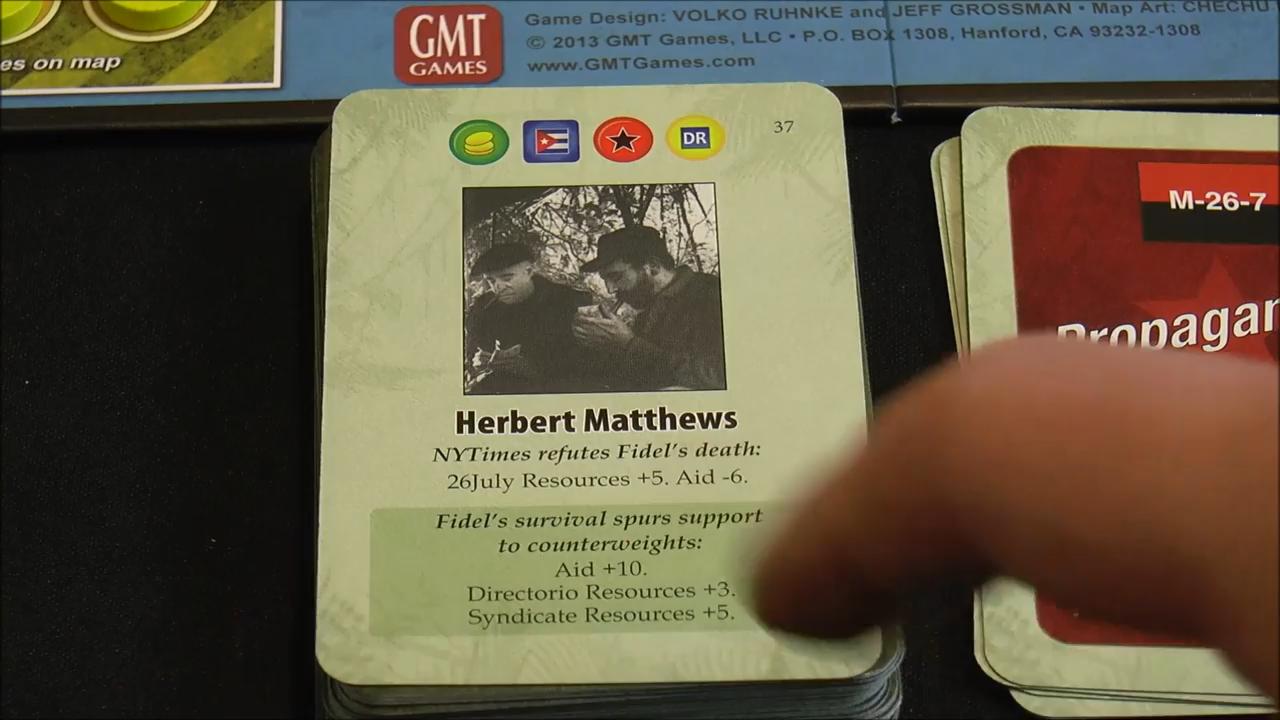 es on map
GMT
GAMES
Game Design: VOLKO RUHNKE and JEFF GROSSMAN • Map Art: CHECHU
© 2013 GMT Games, LLC • P.O. BOX 1308, Hanford, CA 93232-1308
www.GMTGames.com
DR
37
Herbert Matthews
NYTimes refutes Fidel's death:
26July Resources +5. Aid -6.
Fidel's survival spurs support
to counterweights:
Aid +10.
Directorio Resources +3.
Syndicate Resources +5.
M-26-7
Propagan